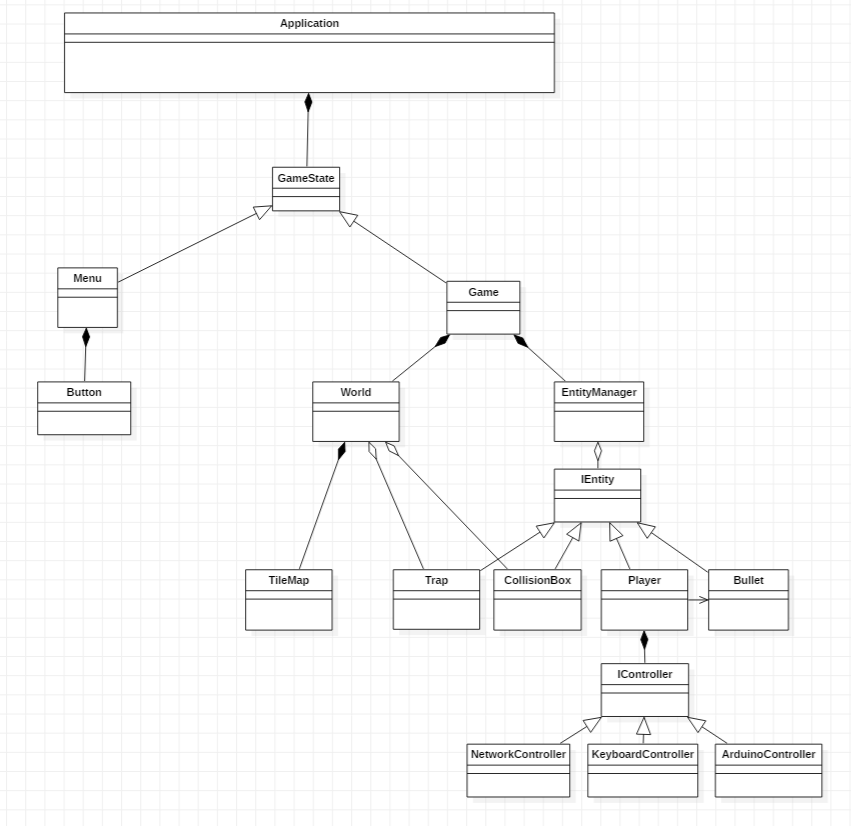 Application
GameState
Menu
Game
Button
World
EntityManager
IEntity
TileMap
Trap
CollisionBox
Player
Bullet
IController
NetworkController
KeyboardController
ArduinoController